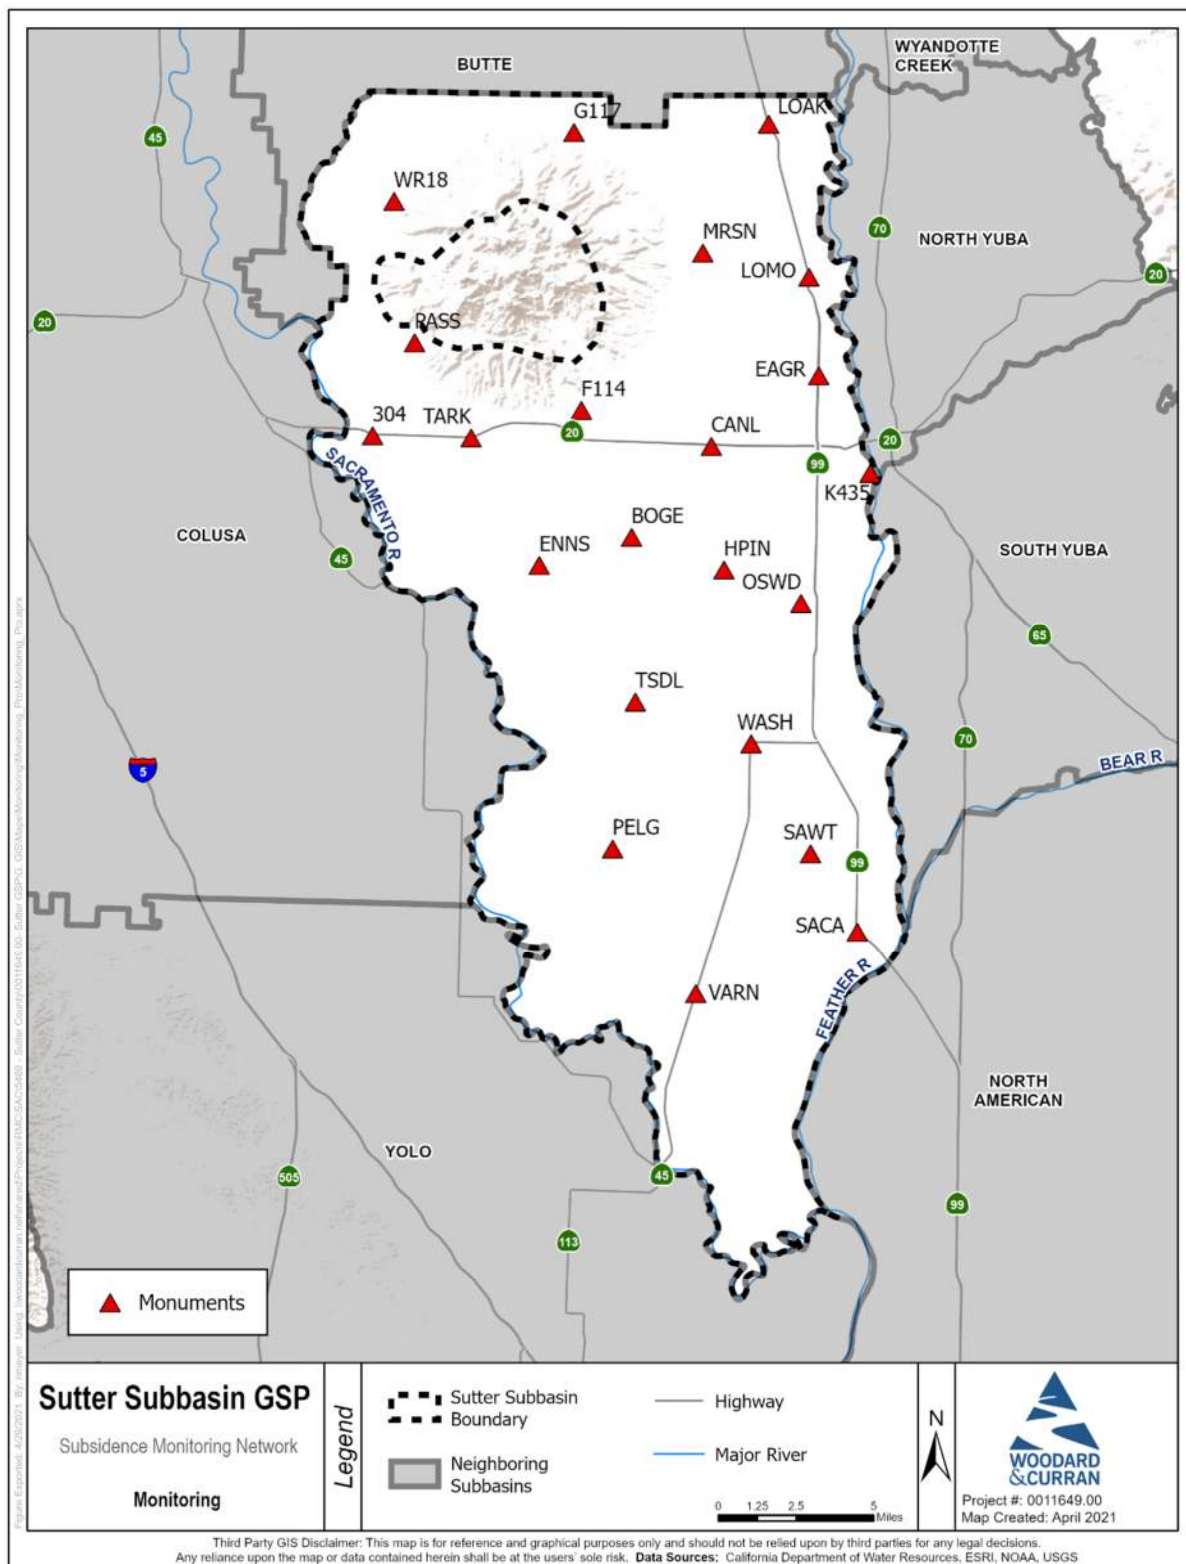 BUTTE
WYANDOTTE
CREEK
G117
LOAK
45
WR18
70
NORTH YUBA
MRSN
LOMO
20
20
PASS
EAGR
F114
304
TARK
20
CANL
20
99
SACRAMENTO R
K435
COLUSA
BOGE
ENNS
45
HPIN
SOUTH YUBA
OSWD
65
TSDL
WASH
70
BEAR R
5
PELG
SAWT
99
SACA
FEATHER R
VARN
NORTH
AMERICAN
YOLO
505
45
99
113
Monuments
Sutter Subbasin GSP
Subsidence Monitoring Network
Monitoring
Legend
Sutter Subbasin
Boundary
Neighboring
Subbasins
Highway
Major River
0 1.25 2.5 5
Miles
N
WOODARD
&CURRAN
Project #: 0011649.00
Map Created: April 2021
Third Party GIS Disclaimer: This map is for reference and graphical purposes only and should not be relied upon by third parties for any legal decisions.
Any reliance upon the map or data contained herein shall be at the users' sole risk. Data Sources: California Department of Water Resources, ESRI, NOAA, USGS
Figure Exported: 4/29/2021 By: